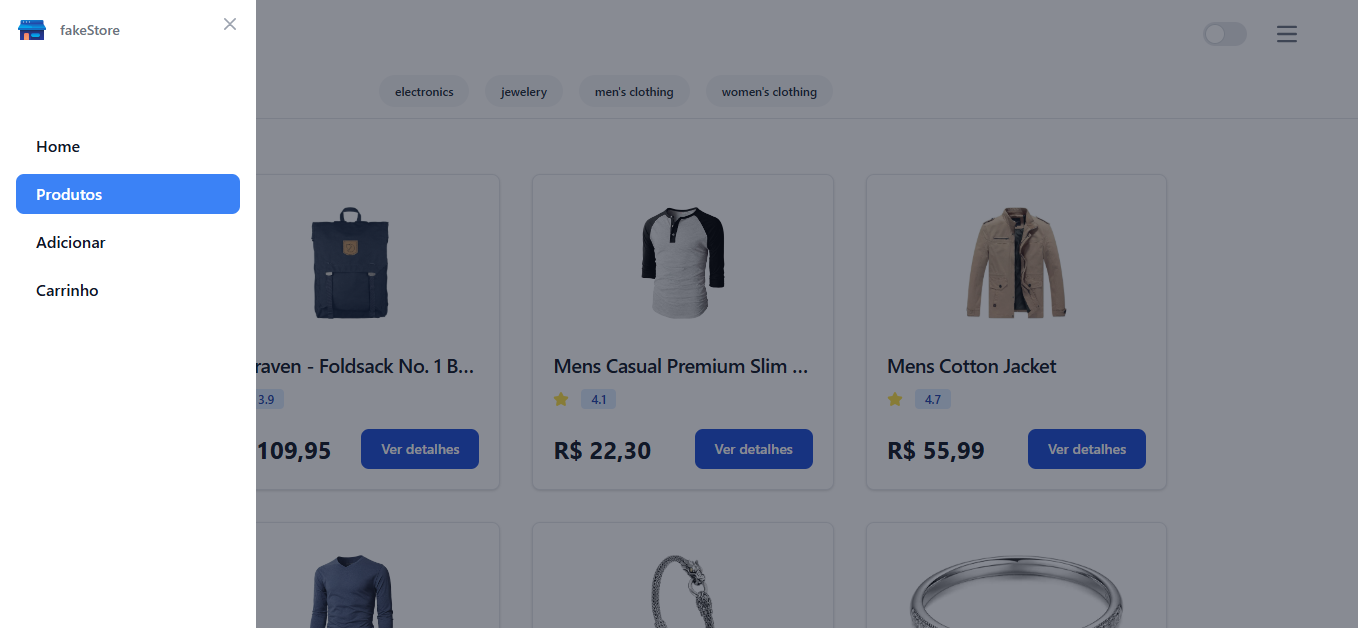 fakeStore
Home
Produtos
Adicionar
Carrinho
electronics
jewelery
men's clothing
women's clothing
raven - Foldsack No. 1 B...
3.9
109,95
Ver detalhes
Mens Casual Premium Slim ...
4.1
R$ 22,30
Ver detalhes
Mens Cotton Jacket
4.7
R$ 55,99
Ver detalhes